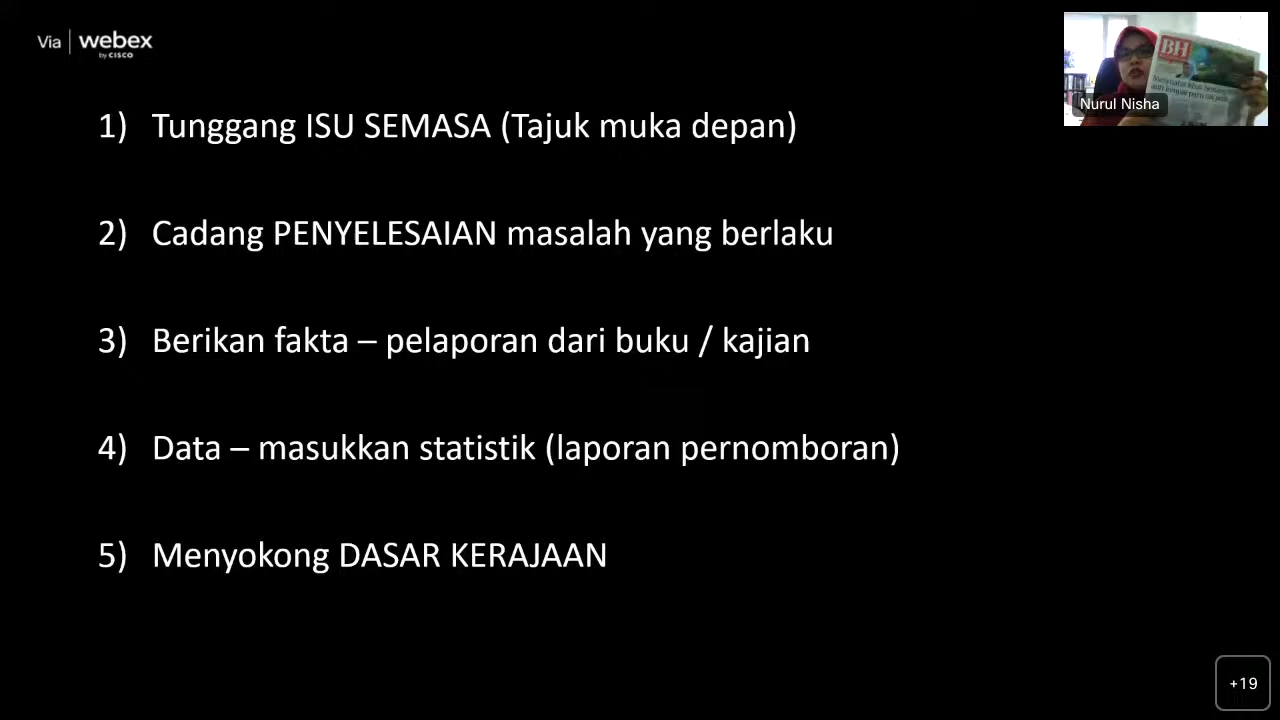 Via webex
by CISCO
BH
Nurul Nisha
1) Tunggang ISU SEMASA (Tajuk muka depan)
2) Cadang PENYELESAIAN masalah yang berlaku
3) Berikan fakta – pelaporan dari buku / kajian
4) Data – masukkan statistik (laporan pernomboran)
5) Menyokong DASAR KERAJAAN
+19